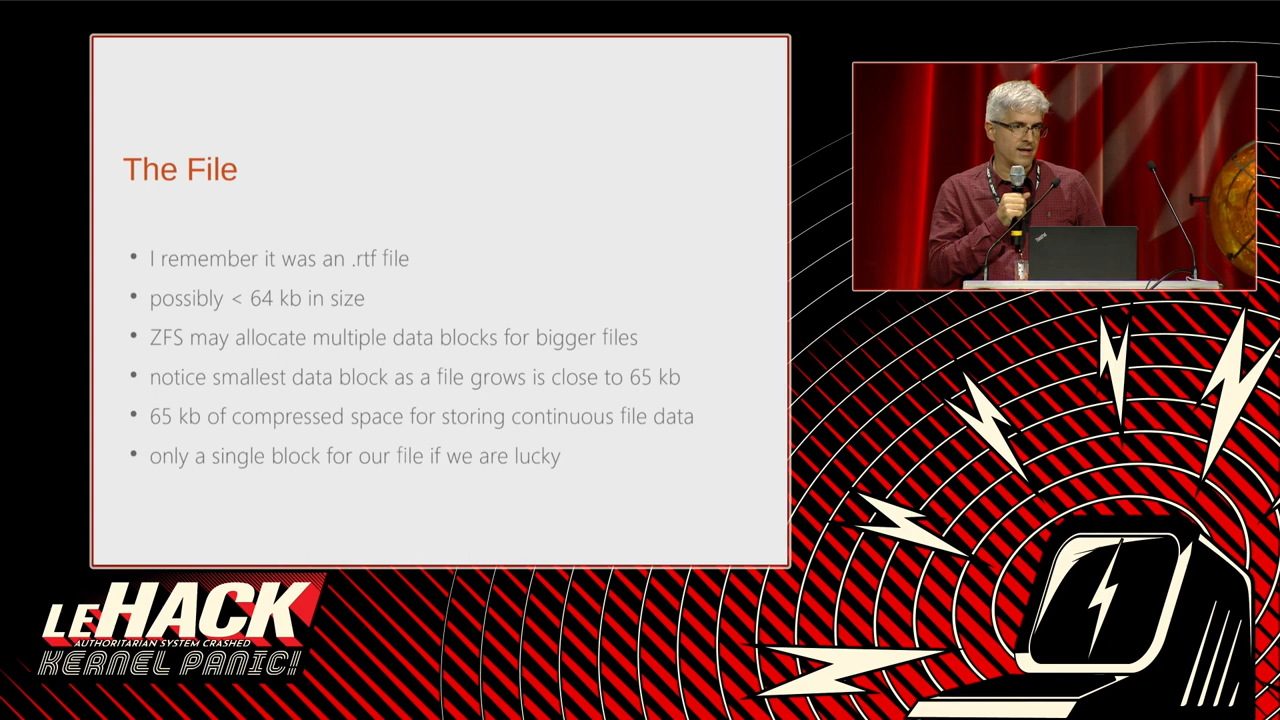 The File
• I remember it was an .rtf file
• possibly < 64 kb in size
• ZFS may allocate multiple data blocks for bigger files
• notice smallest data block as a file grows is close to 65 kb
• 65 kb of compressed space for storing continuous file data
• only a single block for our file if we are lucky
ThinkPad
LEHACK
AUTHORITARIAN SYSTEM CRASHED
KERNEL PANIC!